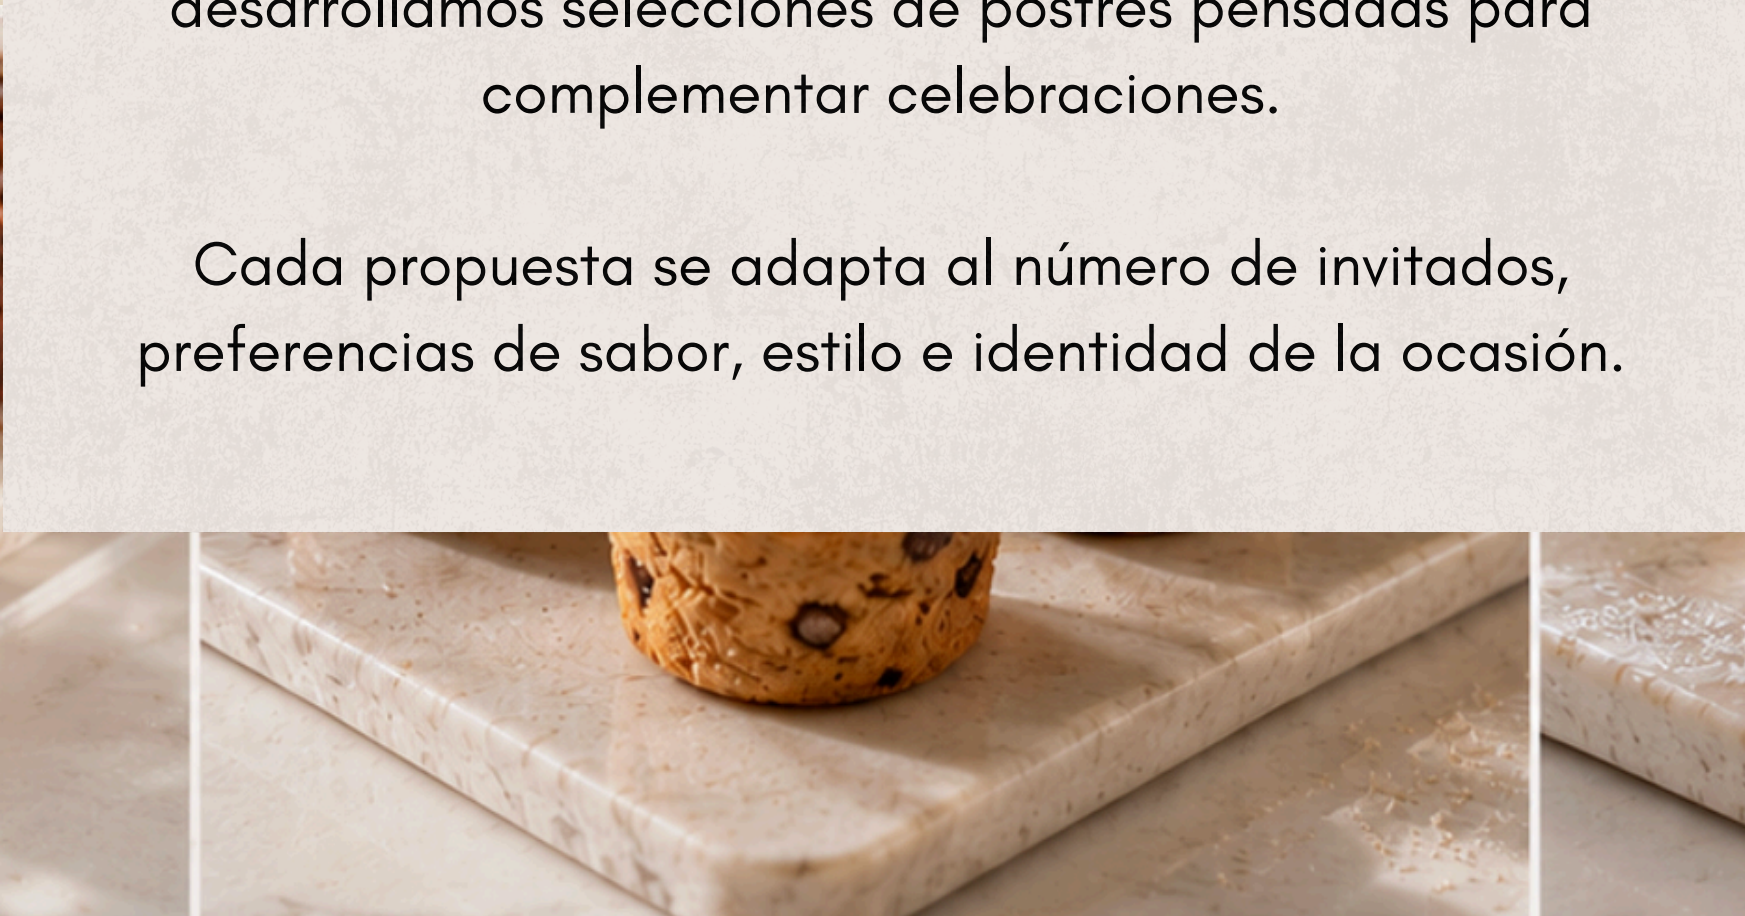 desarrollamos selecciones de postres pensadas para
complementar celebraciones.
Cada propuesta se adapta al número de invitados,
preferencias de sabor, estilo e identidad de la ocasión.